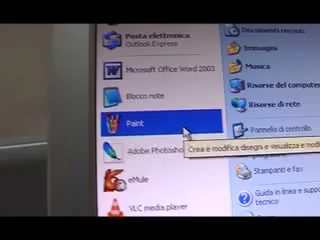 Posta elettronica
Outlook Express
Microsoft Office Word 2003
Blocco note
Paint
Adobe Photosho
eMule
VLC media player
Documenti recenti
Immagini
Musica
Risorse del computer
Risorse di rete
Pannello di controllo
Crea e modifica disegni e visualizza e modi
Stampanti e fax
Guida in linea e suppor
tecnico